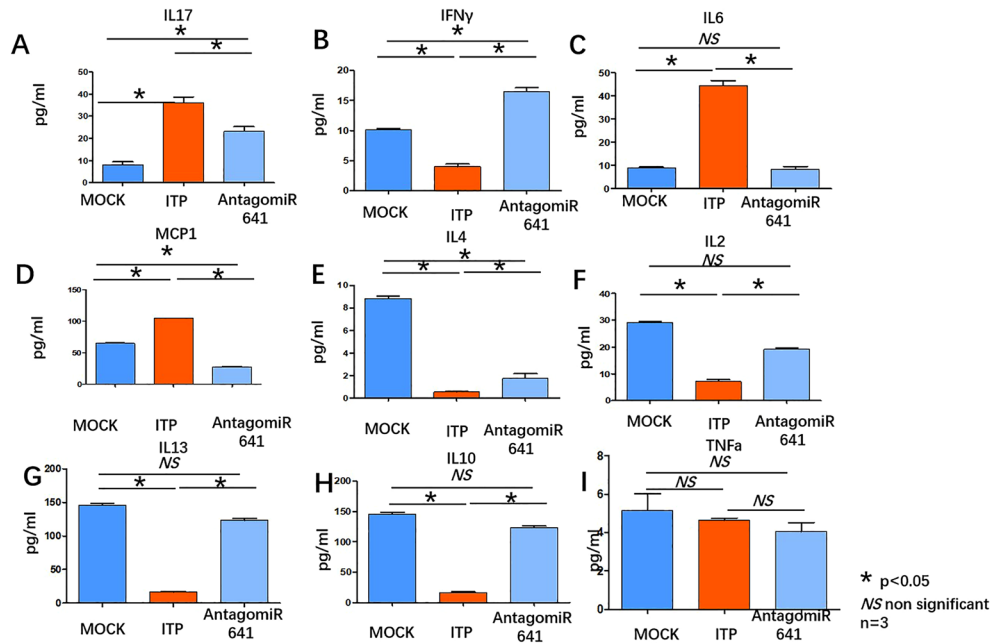 A
IL17
*
*
*
pg/ml
50
40
30
20
10
0
MOCK
ITP
AntagomiR
641
B
IFNγ
*
*
*
pg/ml
20
15
10
5
0
MOCK
ITP
AntagomiR
641
C
IL6
NS
*
*
pg/ml
50
40
30
20
10
0
MOCK
ITP
AntagomiR
641
D
MCP1
*
*
*
pg/ml
150
100
50
0
MOCK
ITP
AntagomiR
641
E
IL4
*
*
*
pg/ml
10
8
6
4
2
0
MOCK
ITP
AntagomiR
641
F
IL2
NS
*
*
pg/ml
40
30
20
10
0
MOCK
ITP
AntagomiR
641
G
IL13
NS
*
*
pg/ml
200
150
100
50
0
MOCK
ITP
AntagomiR
641
H
IL10
NS
*
*
pg/ml
200
150
100
50
0
MOCK
ITP
AntagomiR
641
I
TNFa
NS
NS
NS
pg/ml
8
6
4
2
0
MOCK
ITP
AntagomiR
641
* p<0.05
NS non significant
n=3